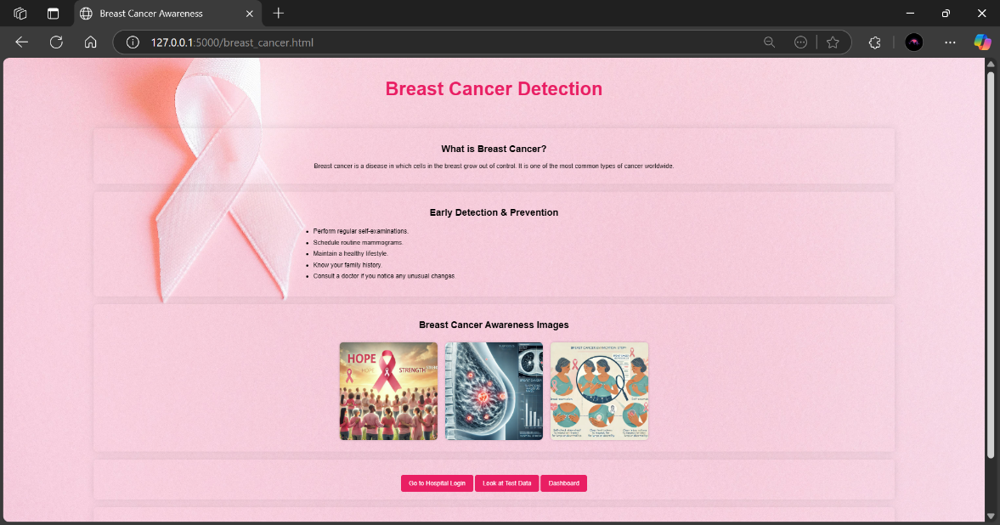 Breast Cancer Awareness
127.0.0.1:5000/breast_cancer.html
Breast Cancer Detection
What is Breast Cancer?
Breast cancer is a disease in which cells in the breast grow out of control. It is one of the most common types of cancer worldwide.
Early Detection & Prevention
• Perform regular self-examinations.
• Schedule routine mammograms.
• Maintain a healthy lifestyle.
• Know your family history.
• Consult a doctor if you notice any unusual changes.
Breast Cancer Awareness Images
HOPE
HOPE
STRENGTH
Go to Hospital Login
Look at Test Data
Dashboard